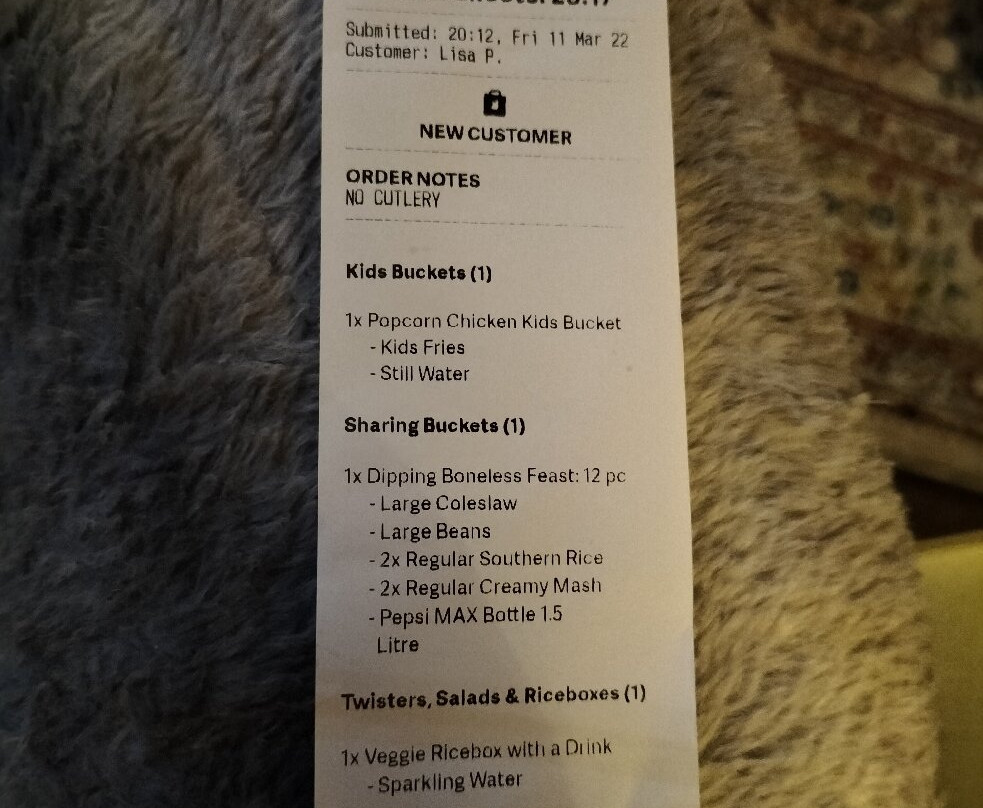 Submitted: 20:12, Fri 11 Mar 22
Customer: Lisa P.
NEW CUSTOMER
ORDER NOTES
NO CUTLERY
Kids Buckets (1)
1x Popcorn Chicken Kids Bucket
- Kids Fries
- Still Water
Sharing Buckets (1)
1x Dipping Boneless Feast: 12 pc
- Large Coleslaw
- Large Beans
- 2x Regular Southern Rice
- 2x Regular Creamy Mash
- Pepsi MAX Bottle 1.5
Litre
Twisters, Salads & Riceboxes (1)
1x Veggie Ricebox with a Drink
- Sparkling Water